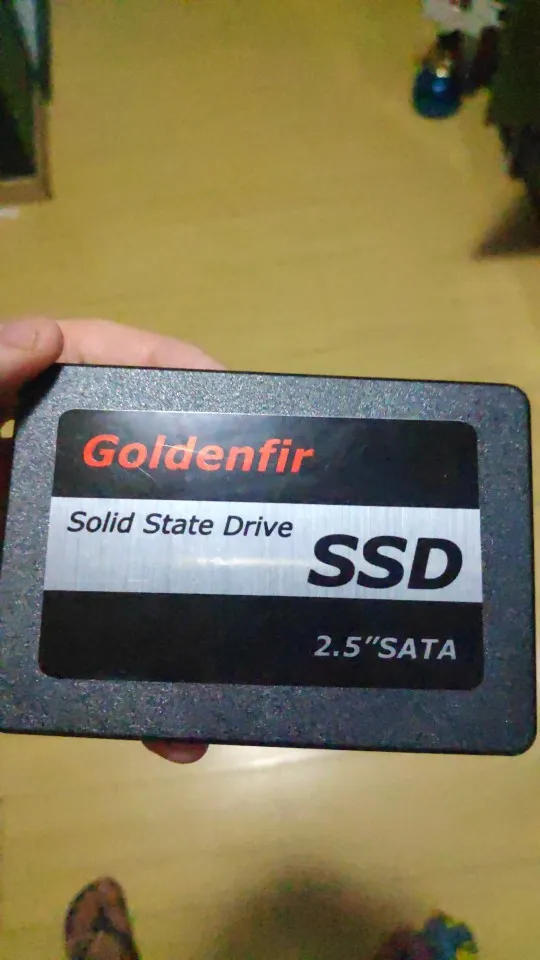 Goldenfir
Solid State Drive
SSD
2.5"SATA